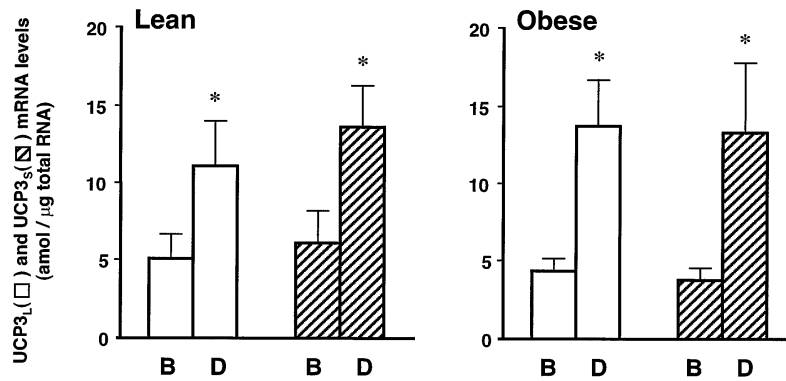 UCP3L(□) and UCP3S(▨) mRNA levels
(amol / µg total RNA)
Lean
20
15
10
5
0
*
*
B D B D
Obese
20
15
10
5
0
*
*
B D B D